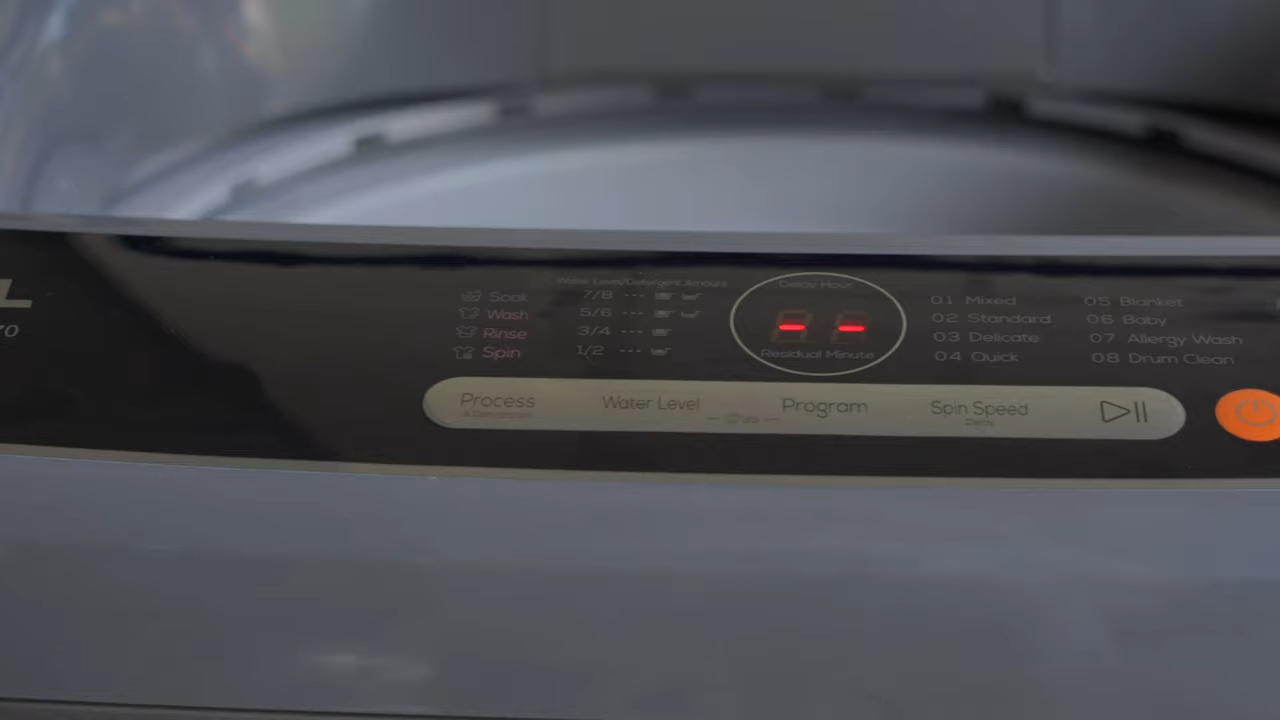 L
70
Water Level/Detergent Amount
Soak 7/8 ---
Wash 5/6 ---
Rinse 3/4 ---
Spin 1/2 ---
Delay Hour
--
Residual Minute
01 Mixed 05 Blanket
02 Standard 06 Baby
03 Delicate 07 Allergy Wash
04 Quick 08 Drum Clean
Process Water Level Program Spin Speed
Delay